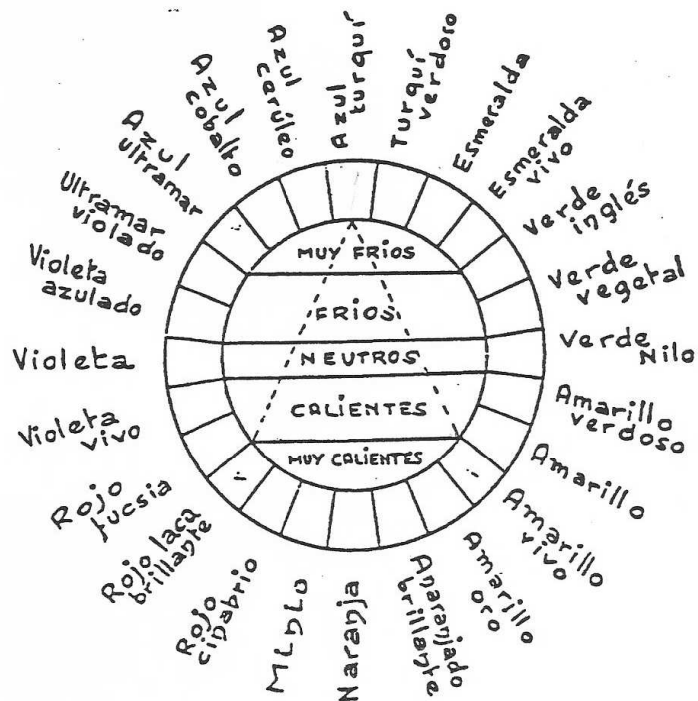 Azul
turquí
Turquí
verdoso
Esmeralda
Esmeralda
vivo
Verde
inglés
Verde
vegetal
Verde
Nilo
Amarillo
verdoso
Amarillo
Amarillo
vivo
Amarillo
oro
Anaranjado
brillante
Naranja
Minio
Rojo
cinabrio
Rojo laca
brillante
Rojo
fucsia
Violeta
vivo
Violeta
Violeta
azulado
Ultramar
violado
Azul
ultramar
Azul
cobalto
Azul
cerúleo
MUY FRIOS
FRIOS
NEUTROS
CALIENTES
MUY CALIENTES